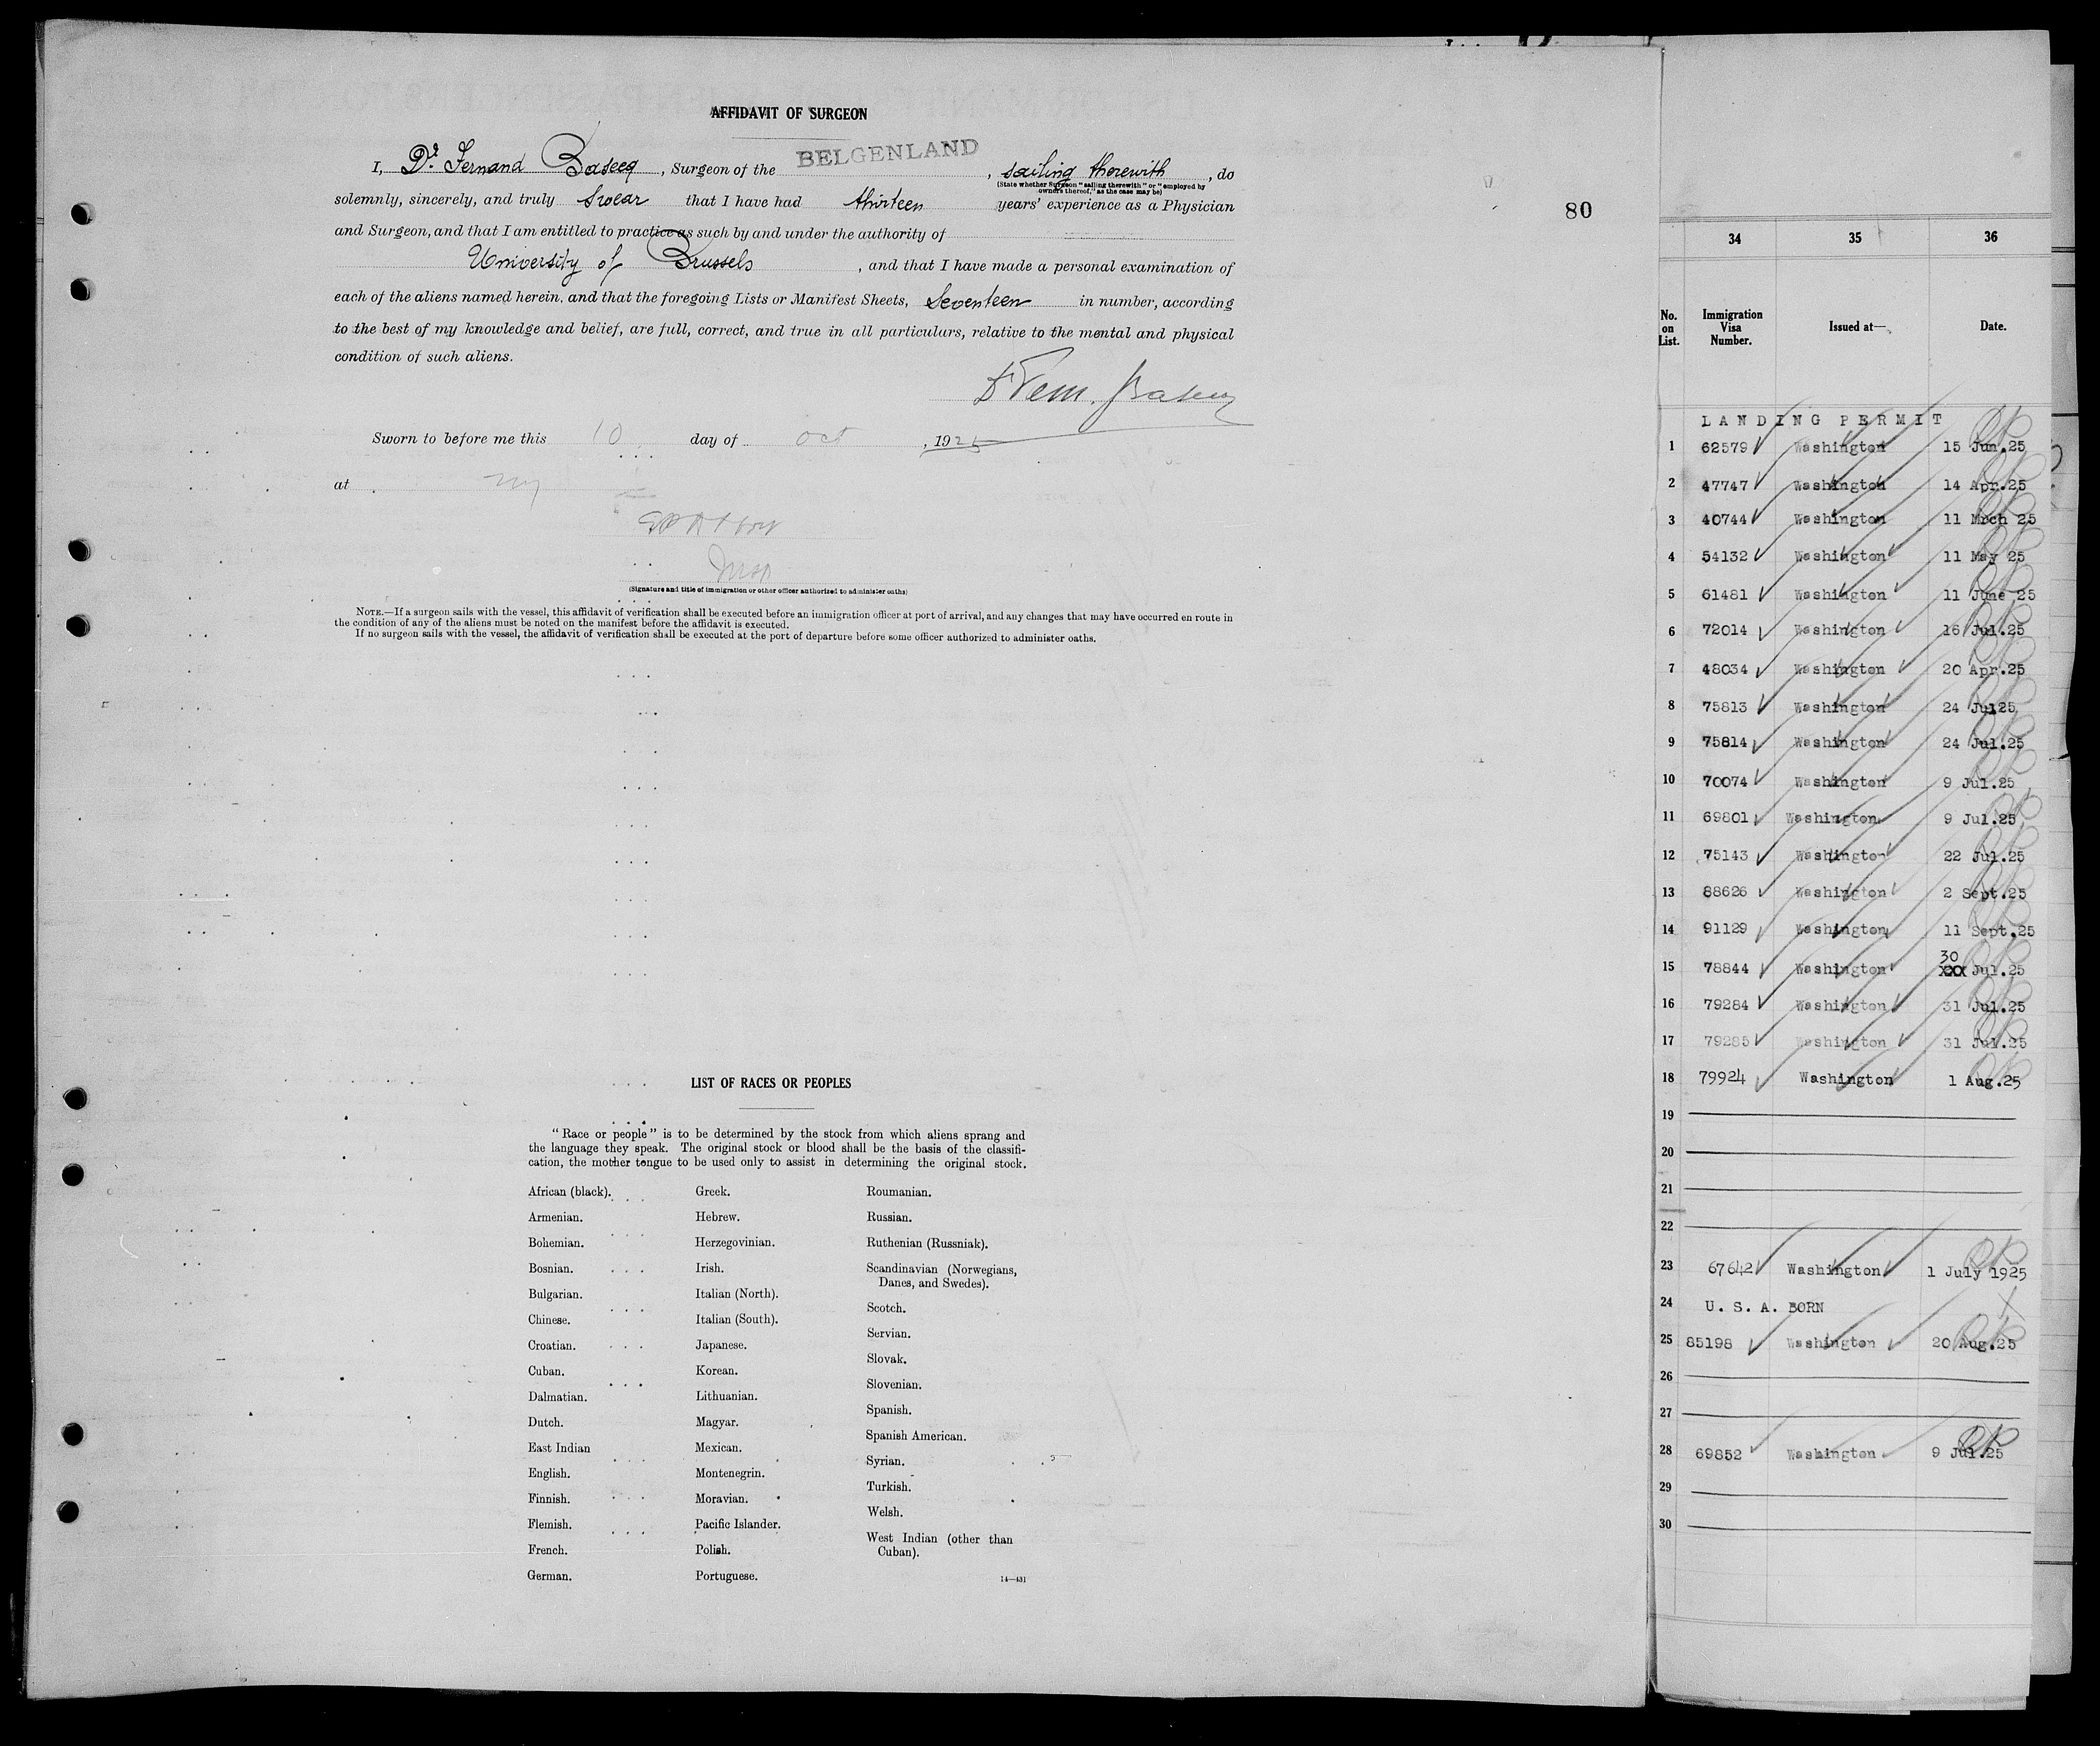 AFFIDAVIT OF SURGEON
I, Dr. Fernand Baseeq, Surgeon of the BELGENLAND, sailing therewith, do
(State whether Surgeon "sailing therewith" or "employed by owners thereof," as the case may be)
solemnly, sincerely, and truly swear that I have had thirteen years' experience as a Physician
and Surgeon, and that I am entitled to practice as such by and under the authority of
University of Brussels, and that I have made a personal examination of
each of the aliens named herein, and that the foregoing Lists or Manifest Sheets, Seventeen in number, according
to the best of my knowledge and belief, are full, correct, and true in all particulars, relative to the mental and physical
condition of such aliens.
Sworn to before me this 10 day of oct, 1925
at ny
Insp
(Signature and title of immigration or other officer authorized to administer oaths)
NOTE.—If a surgeon sails with the vessel, this affidavit of verification shall be executed before an immigration officer at port of arrival, and any changes that may have occurred en route in
the condition of any of the aliens must be noted on the manifest before the affidavit is executed.
If no surgeon sails with the vessel, the affidavit of verification shall be executed at the port of departure before some officer authorized to administer oaths.
80
LIST OF RACES OR PEOPLES
"Race or people" is to be determined by the stock from which aliens sprang and
the language they speak. The original stock or blood shall be the basis of the classifi-
cation, the mother tongue to be used only to assist in determining the original stock.
African (black).
Armenian.
Bohemian.
Bosnian.
Bulgarian.
Chinese.
Croatian.
Cuban.
Dalmatian.
Dutch.
East Indian
English.
Finnish.
Flemish.
French.
German.
Greek.
Hebrew.
Herzegovinian.
Irish.
Italian (North).
Italian (South).
Japanese.
Korean.
Lithuanian.
Magyar.
Mexican.
Montenegrin.
Moravian.
Pacific Islander.
Polish.
Portuguese.
Roumanian.
Russian.
Ruthenian (Russniak).
Scandinavian (Norwegians,
Danes, and Swedes).
Scotch.
Servian.
Slovak.
Slovenian.
Spanish.
Spanish American.
Syrian.
Turkish.
Welsh.
West Indian (other than
Cuban).
14—431
34 35 36
No. on List. Immigration Visa Number. Issued at— Date.
LANDING PERMIT
1 62579 Washington 15 Jun.25
2 47747 Washington 14 Apr.25
3 40744 Washington 11 Mrch 25
4 54132 Washington 11 May 25
5 61481 Washington 11 June 25
6 72014 Washington 16 Jul.25
7 48034 Washington 20 Apr.25
8 75813 Washington 24 Jul25
9 75814 Washington 24 Jul.25
10 70074 Washington 9 Jul.25
11 69801 Washington 9 Jul.25
12 75143 Washington 22 Jul.25
13 88626 Washington 2 Sept.25
14 91129 Washington 11 Sept.25
15 78844 Washington 30 xxx Jul.25
16 79284 Washington 31 Jul.25
17 79285 Washington 31 Jul.25
18 79924 Washington 1 Aug.25
19
20
21
22
23 67642 Washington 1 July 1925
24 U. S. A. BORN
25 85198 Washington 20 Aug.25
26
27
28 69852 Washington 9 Jul.25
29
30